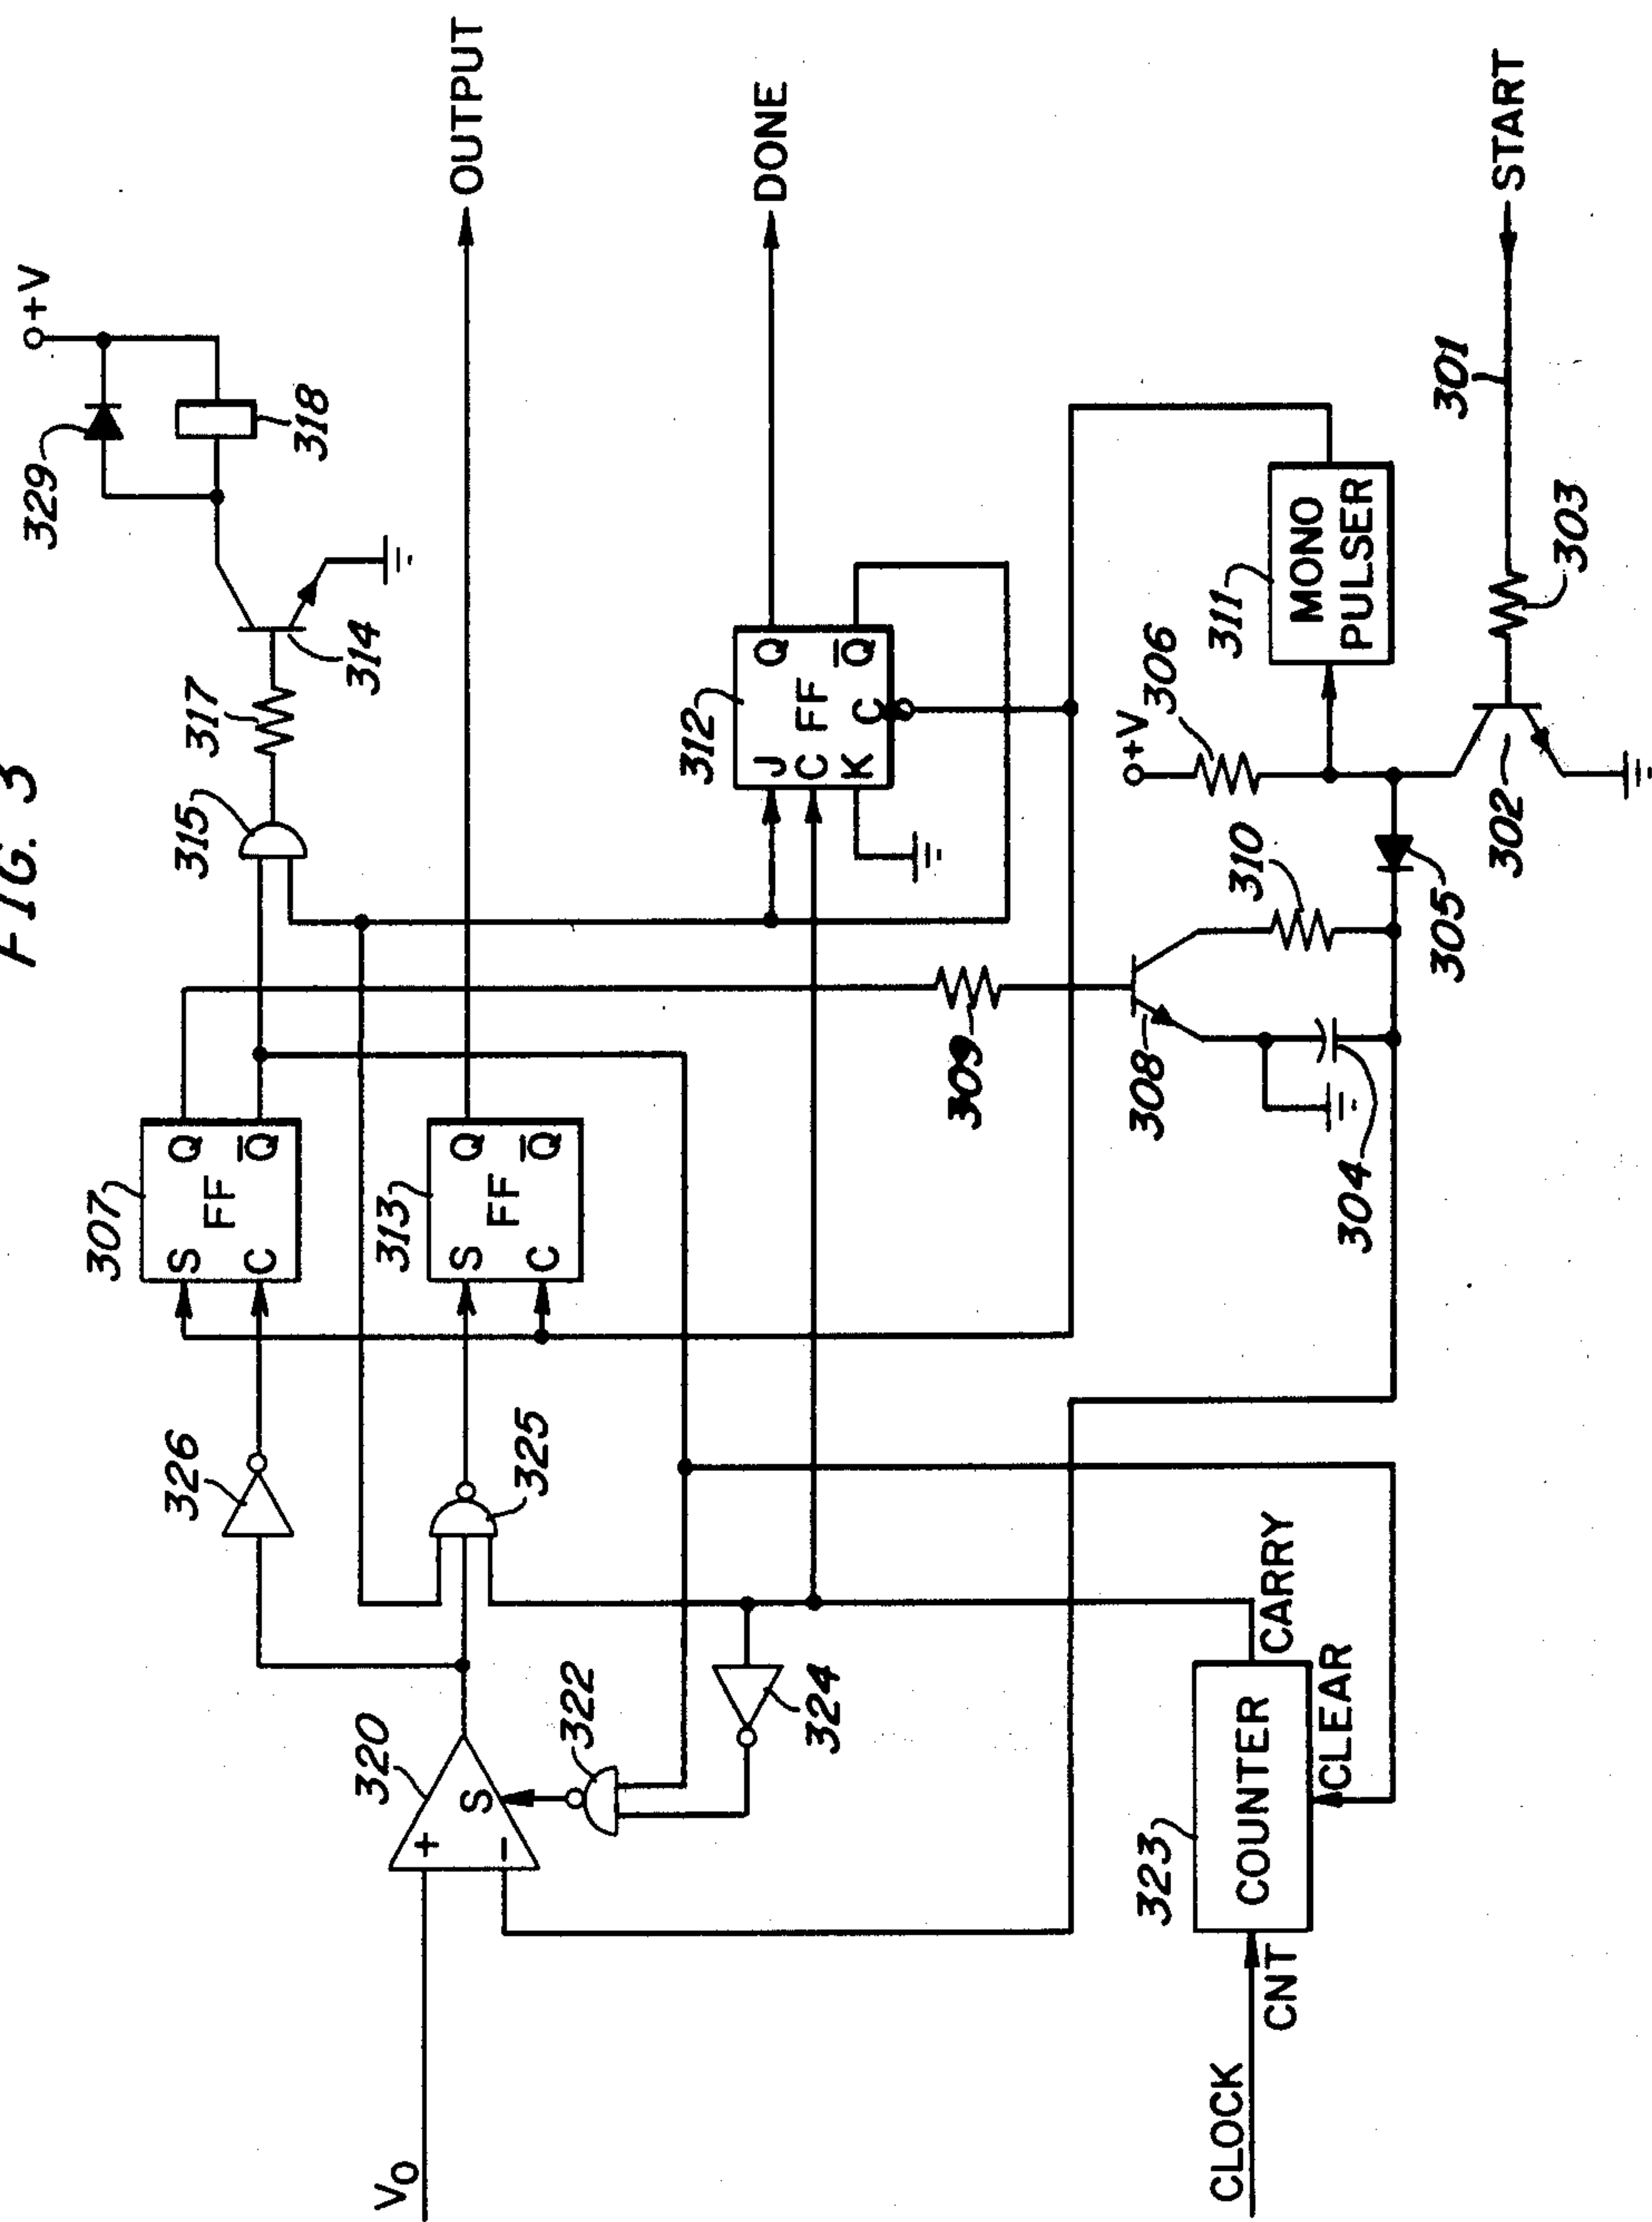 FIG. 3
+V
329
318
OUTPUT
314
317
315
DONE
307
S
C
FF
Q
Q̅
326
313
S
C
FF
Q
Q̅
325
312
J
C
K
FF
C
Q
Q̅
309
308
304
310
305
+V
306
311
MONO
PULSER
302
303
301
START
V0
320
+
-
S
322
324
323
COUNTER
CARRY
CLEAR
CLOCK
CNT